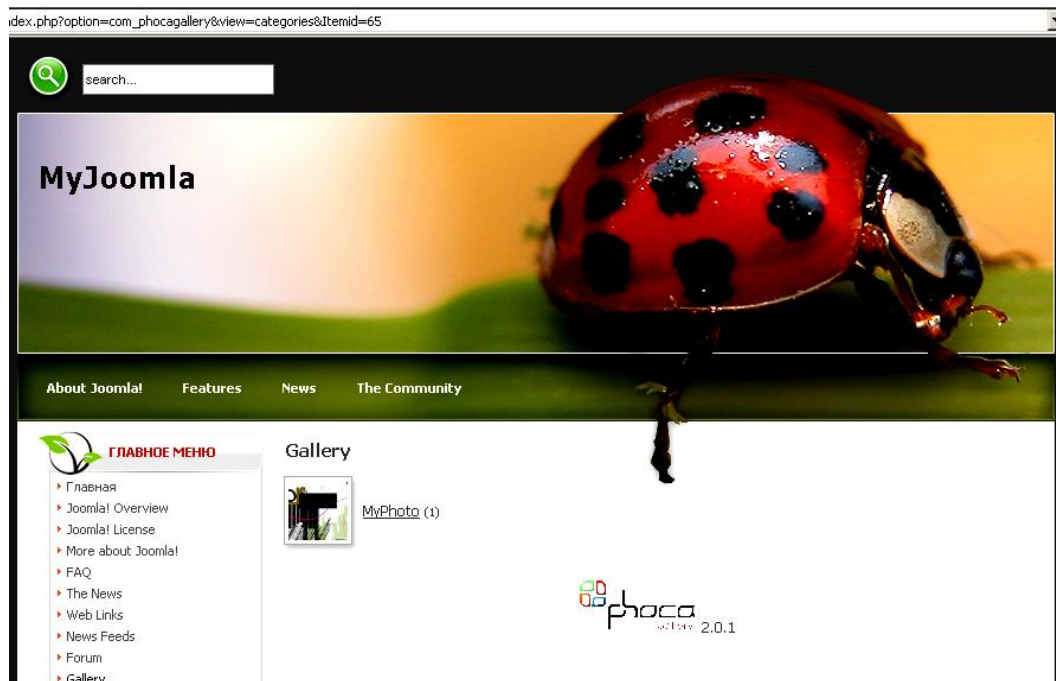 ndex.php?option=com_phocagallery&view=categories&Itemid=65
search...
MyJoomla
About Joomla! Features News The Community
ГЛАВНОЕ МЕНЮ
Главная
Joomla! Overview
Joomla! License
More about Joomla!
FAQ
The News
Web Links
News Feeds
Forum
Gallery
Gallery
MyPhoto (1)
phoca
gallery 2.0.1